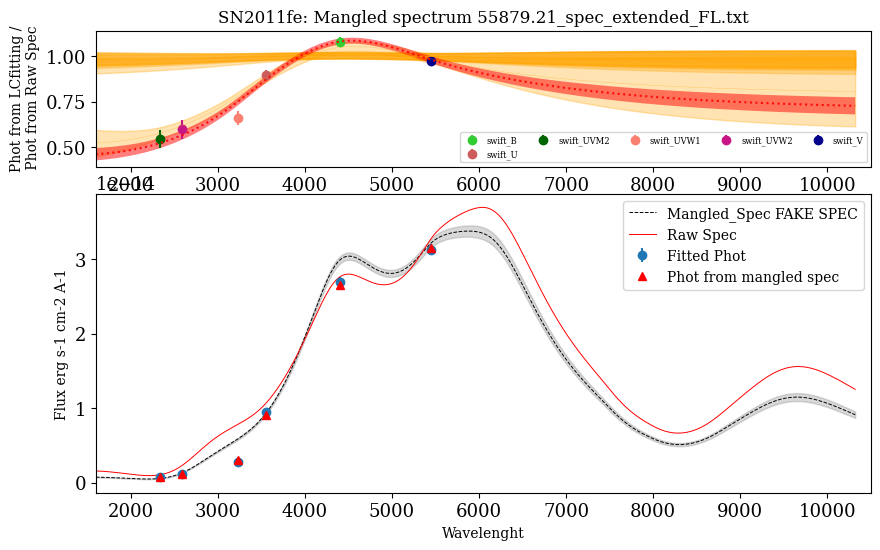 SN2011fe: Mangled spectrum 55879.21_spec_extended_FL.txt
Phot from LCfitting /
Phot from Raw Spec
1.00
0.75
0.50
swift_B
swift_UVM2
swift_UVW1
swift_UVW2
swift_V
swift_U
2000 3000 4000 5000 6000 7000 8000 9000 10000
1e−14
Flux erg s-1 cm-2 A-1
3
2
1
0
Mangled_Spec FAKE SPEC
Raw Spec
Fitted Phot
Phot from mangled spec
2000 3000 4000 5000 6000 7000 8000 9000 10000
Wavelenght